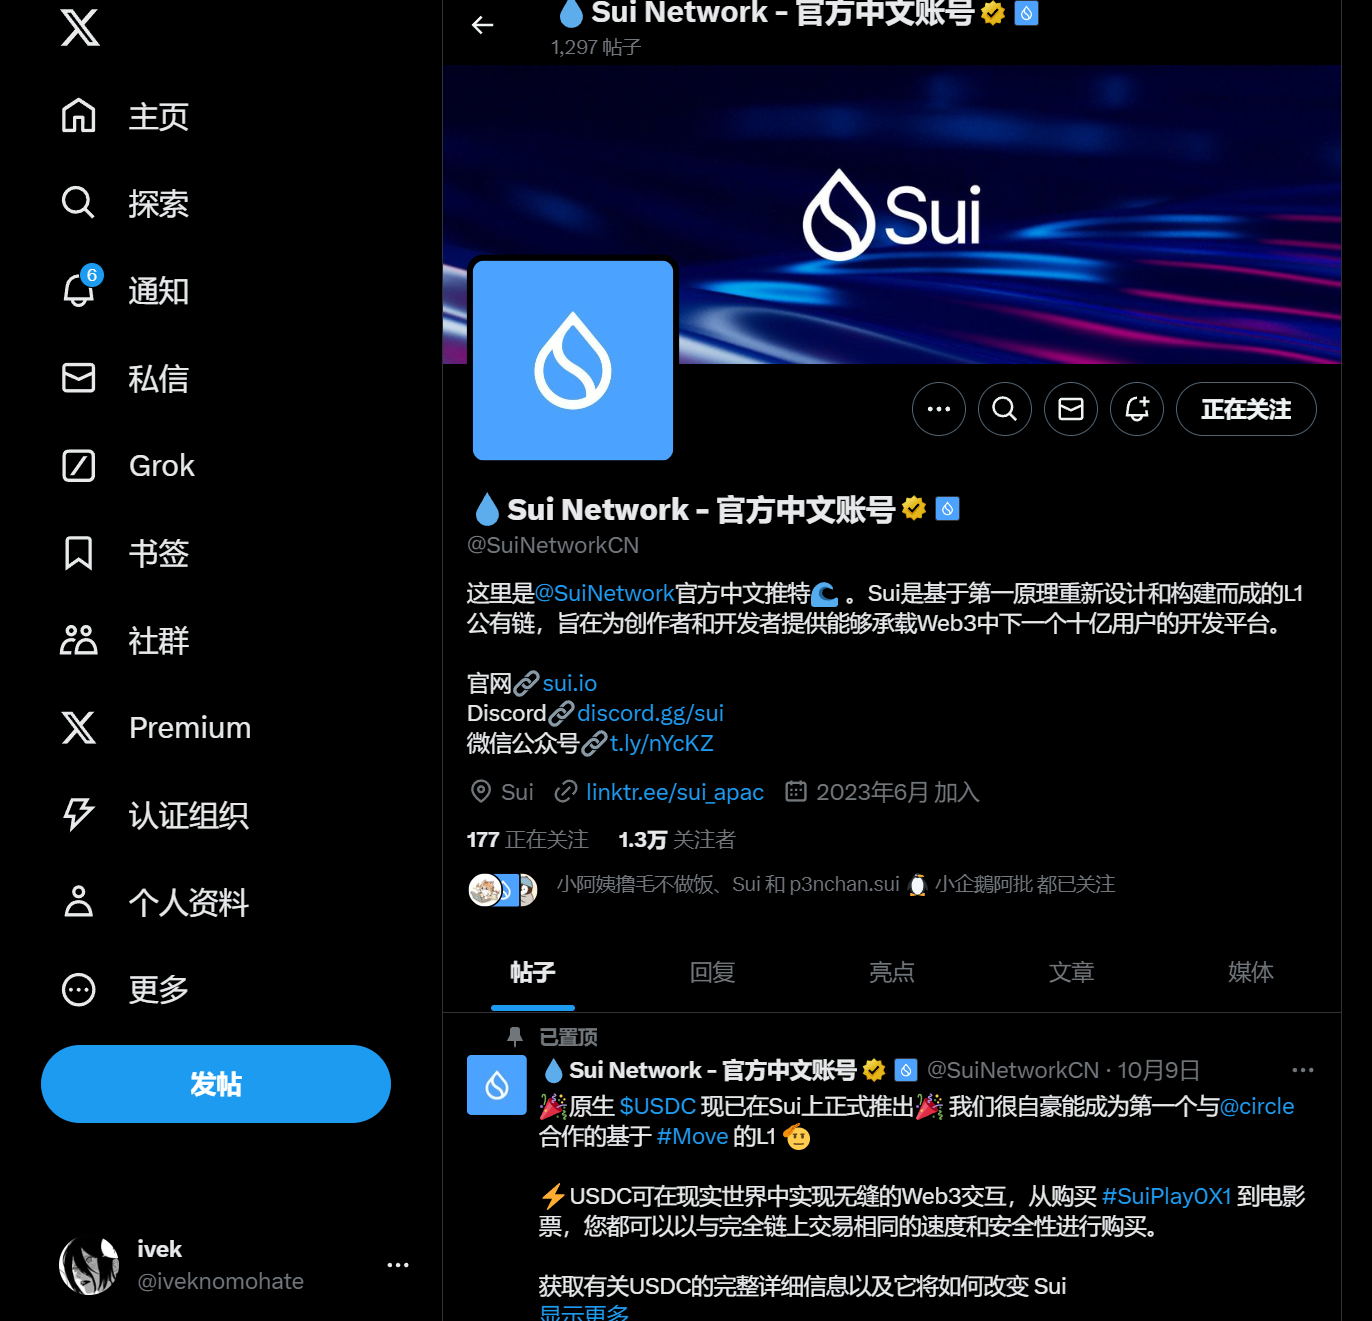 主页
探索
6
通知
私信
Grok
书签
社群
Premium
认证组织
个人资料
更多
发帖
ivek
@iveknomohate
💧Sui Network – 官方中文账号
1,297 帖子
Sui
正在关注
💧Sui Network – 官方中文账号
@SuiNetworkCN
这里是@SuiNetwork官方中文推特🌊 。Sui是基于第一原理重新设计和构建而成的L1
公有链，旨在为创作者和开发者提供能够承载Web3中下一个十亿用户的开发平台。
官网🔗sui.io
Discord🔗discord.gg/sui
微信公众号🔗t.ly/nYcKZ
Sui linktr.ee/sui_apac 2023年6月 加入
177 正在关注 1.3万 关注者
小阿姨撸毛不做饭、Sui 和 p3nchan.sui 🐧 小企鵝阿批 都已关注
帖子 回复 亮点 文章 媒体
已置顶
💧Sui Network – 官方中文账号 @SuiNetworkCN · 10月9日
🎉原生 $USDC 现已在Sui上正式推出🎉 我们很自豪能成为第一个与@circle
合作的基于 #Move 的L1 🫡
⚡USDC可在现实世界中实现无缝的Web3交互，从购买 #SuiPlay0X1 到电影
票，您都可以以与完全链上交易相同的速度和安全性进行购买。
获取有关USDC的完整详细信息以及它将如何改变 Sui
显示更多